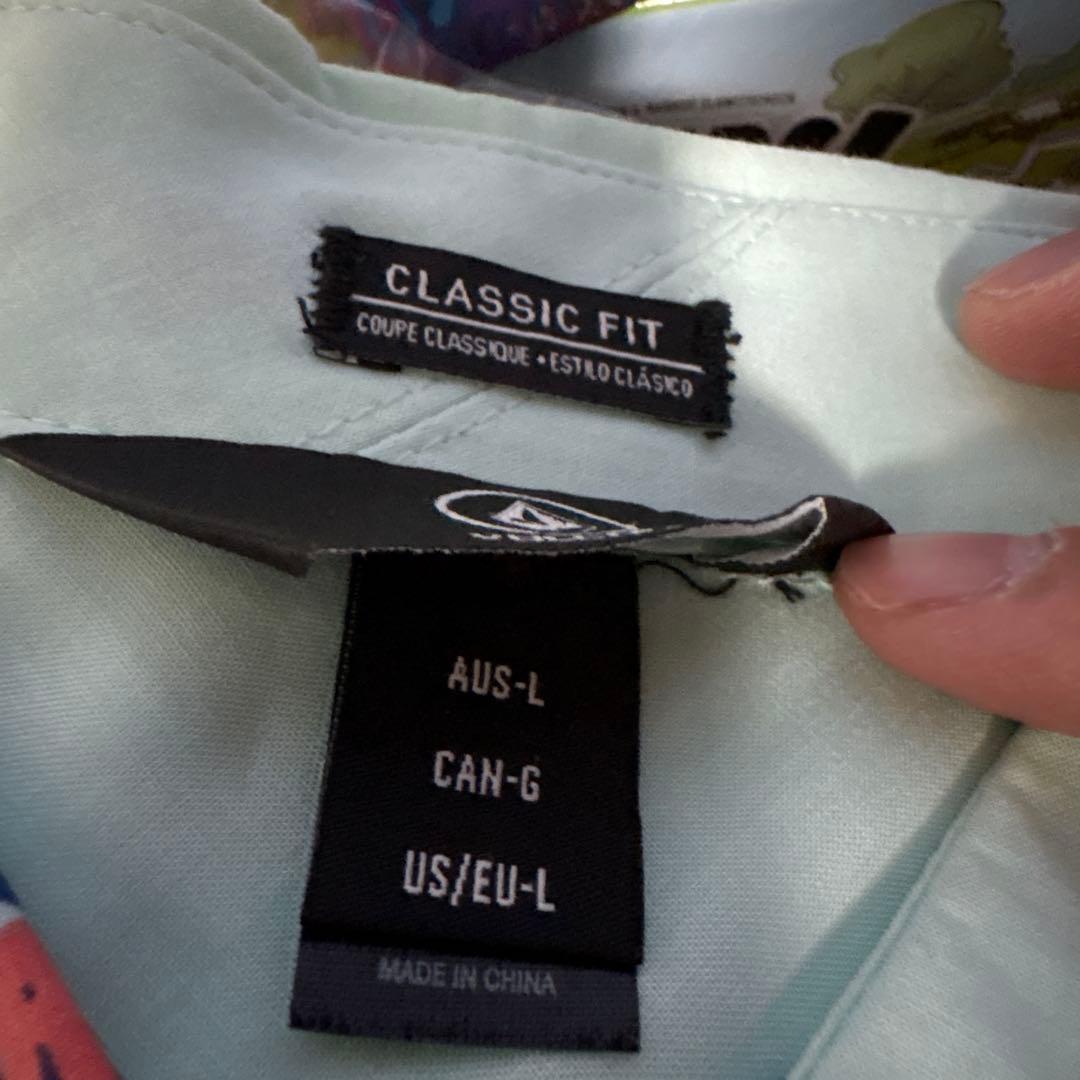 CLASSIC FIT
COUPE CLASSIQUE • ESTILO CLÁSICO
AUS-L
CAN-G
US/EU-L
MADE IN CHINA